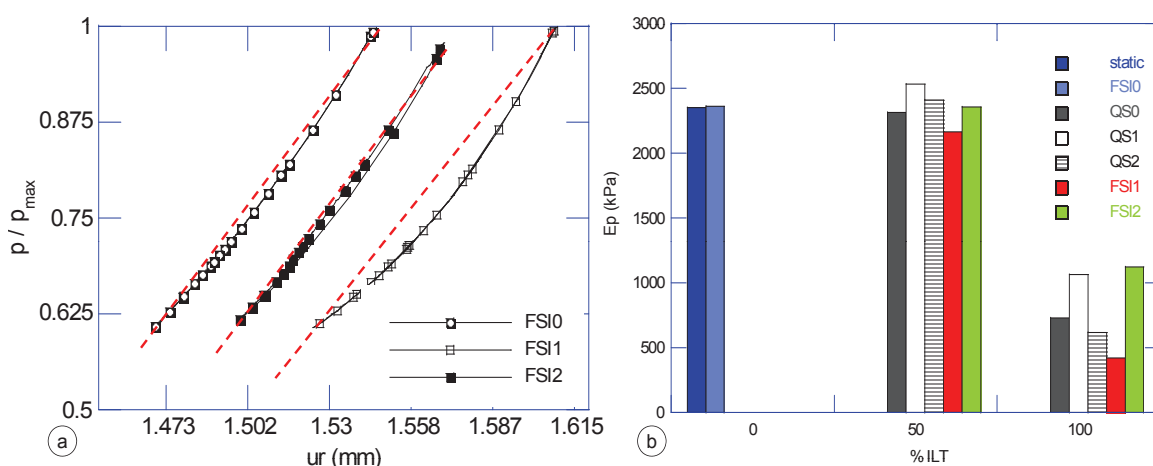 1
0.875
0.75
0.625
0.5
p / p max
1.473
1.502
1.53
1.558
1.587
1.615
ur (mm)
FSI0
FSI1
FSI2
a
3000
2500
2000
1500
1000
500
0
Ep (kPa)
static
FSI0
QS0
QS1
QS2
FSI1
FSI2
0
50
100
% ILT
b